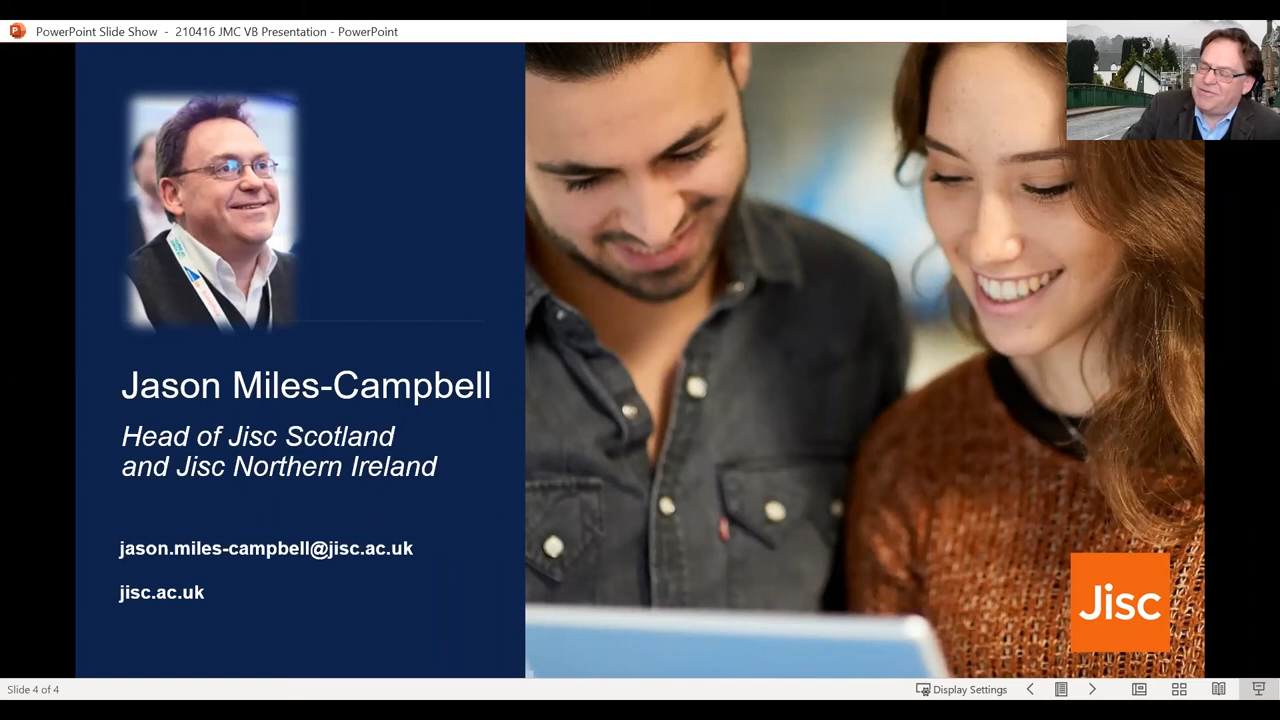 PowerPoint Slide Show - 210416 JMC VB Presentation - PowerPoint
Jason Miles-Campbell
Head of Jisc Scotland
and Jisc Northern Ireland
jason.miles-campbell@jisc.ac.uk
jisc.ac.uk
Jisc
Slide 4 of 4
Display Settings